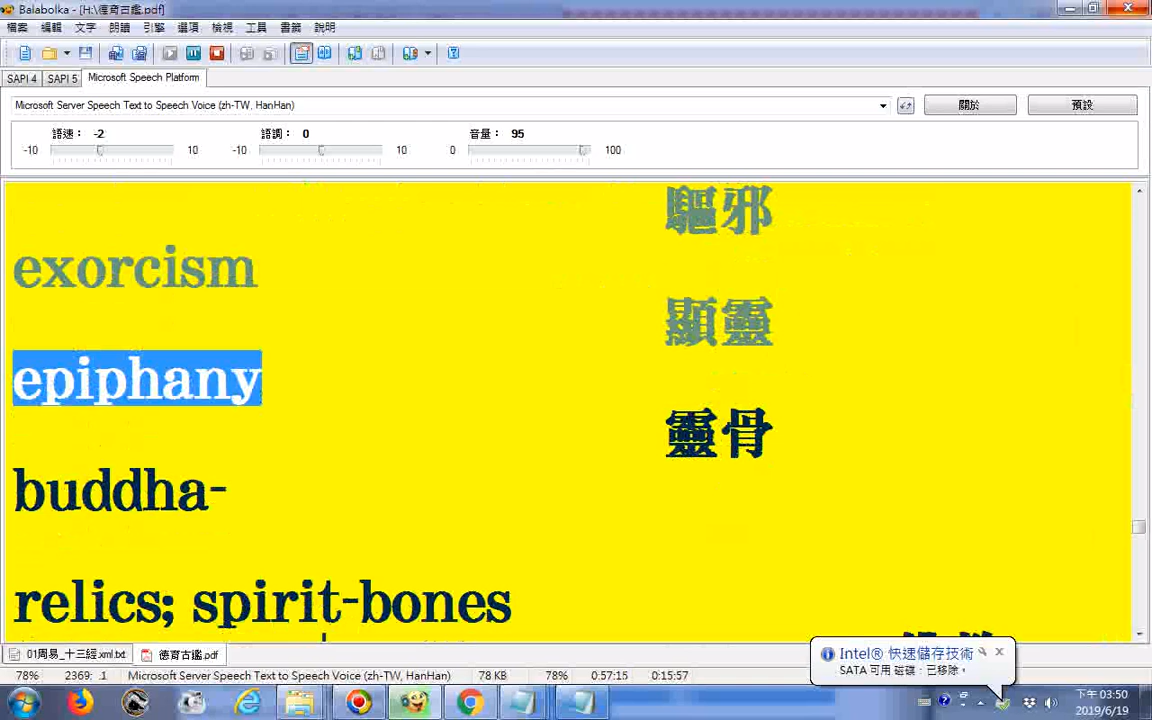 Balabolka - [H:\德育古鑑.pdf]
檔案 編輯 文字 朗讀 引擎 選項 檢視 工具 書籤 說明
SAPI 4 SAPI 5 Microsoft Speech Platform
Microsoft Server Speech Text to Speech Voice (zh-TW, HanHan) 關於 預設
語速： -2 語調： 0 音量： 95
-10 10 -10 10 0 100
驅邪
exorcism
顯靈
epiphany
靈骨
buddha-
relics; spirit-bones
01周易_十三經.xml.txt 德育古鑑.pdf
Intel® 快速儲存技術
SATA 可用 磁碟：已移除。
78% 2369: 1 Microsoft Server Speech Text to Speech Voice (zh-TW, HanHan) 78 KB 78% 0:57:15 0:15:57
下午 03:50
2019/6/19